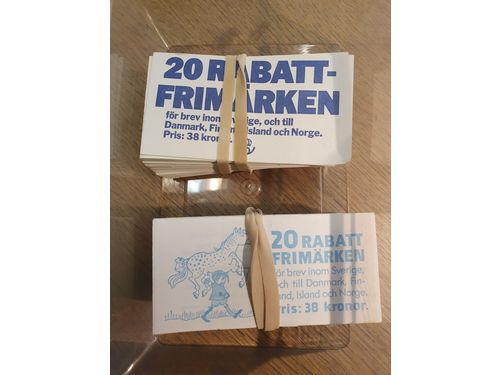 20 RABATT-
FRIMÄRKEN
för brev inom Sverige, och till
Danmark, Island och Norge.
Pris: 38 kronor.
20 RABATT
FRIMÄRKEN
för brev inom Sverige,
och till Danmark, Fin-
land, Island och Norge.
Pris: 38 kronor.